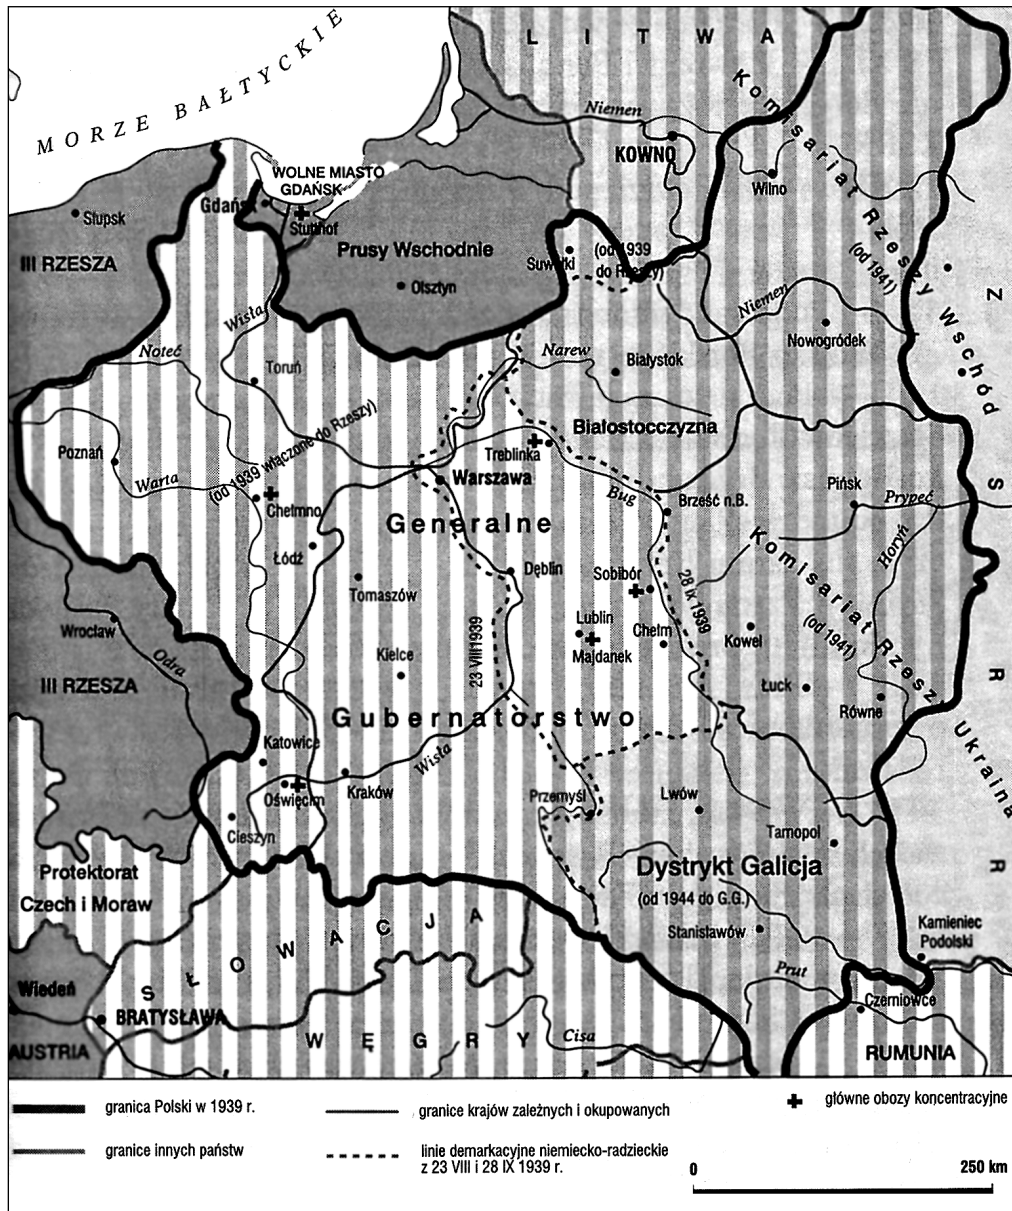 MORZE BAŁTYCKIE
LITWA
Niemen
KOWNO
Wilno
Komisariat Rzeszy Wschód
(od 1941)
WOLNE MIASTO
GDAŃSK
Gdańsk
Stutthof
Słupsk
III RZESZA
Prusy Wschodnie
Olsztyn
Suwałki
(od 1939
do Rzeszy)
Z S R R
Niemen
Nowogródek
Wisła
Noteć
Toruń
Narew
Białystok
Białostocczyzna
Poznań
Warta
(od 1939 włączone do Rzeszy)
Chełmno
Treblinka
Warszawa
Bug
Brześć n.B.
Pińsk
Prypeć
Horyń
Generalne
Łódź
Tomaszów
Dęblin
Sobibór
28 IX 1939
Komisariat Rzeszy Ukraina
(od 1941)
Wrocław
Odra
Lublin
Majdanek
Chełm
Kowel
23 VIII 1939
Kielce
III RZESZA
Łuck
Równe
Gubernatorstwo
Katowice
Wisła
Oświęcim
Kraków
Przemyśl
Lwów
Cieszyn
Tarnopol
Protektorat
Czech i Moraw
Dystrykt Galicja
(od 1944 do G.G.)
Stanisławów
Kamieniec
Podolski
SŁOWACJA
Prut
Wiedeń
Czerniowce
BRATYSŁAWA
AUSTRIA
WĘGRY
Cisa
RUMUNIA
granica Polski w 1939 r.
granice krajów zależnych i okupowanych
główne obozy koncentracyjne
granice innych państw
linie demarkacyjne niemiecko-radzieckie
z 23 VIII i 28 IX 1939 r.
0
250 km